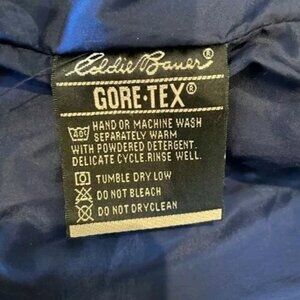 Eddie Bauer®
GORE-TEX®
40° HAND OR MACHINE WASH
SEPARATELY WARM
WITH POWDERED DETERGENT.
DELICATE CYCLE.RINSE WELL.
TUMBLE DRY LOW
DO NOT BLEACH
DO NOT DRYCLEAN